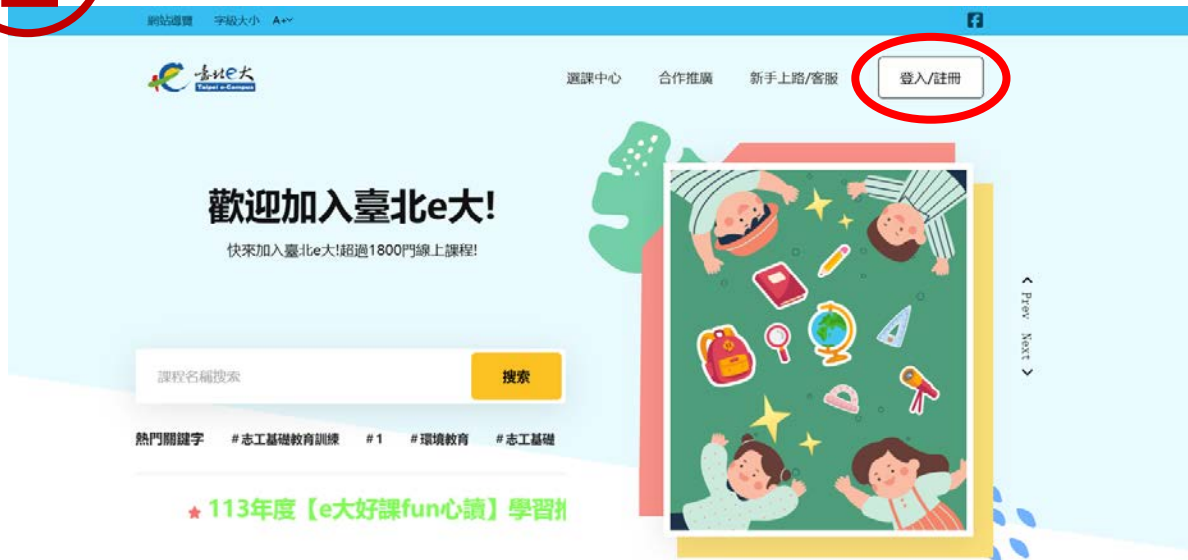 網站導覽 字級大小 A+
臺北e大
Taipei e-Campus
選課中心 合作推廣 新手上路/客服 登入/註冊
歡迎加入臺北e大!
快來加入臺北e大!超過1800門線上課程!
Prev Next
課程名稱搜索 搜索
熱門關鍵字 #志工基礎教育訓練 #1 #環境教育 #志工基礎
113年度【e大好課fun心讀】學習推